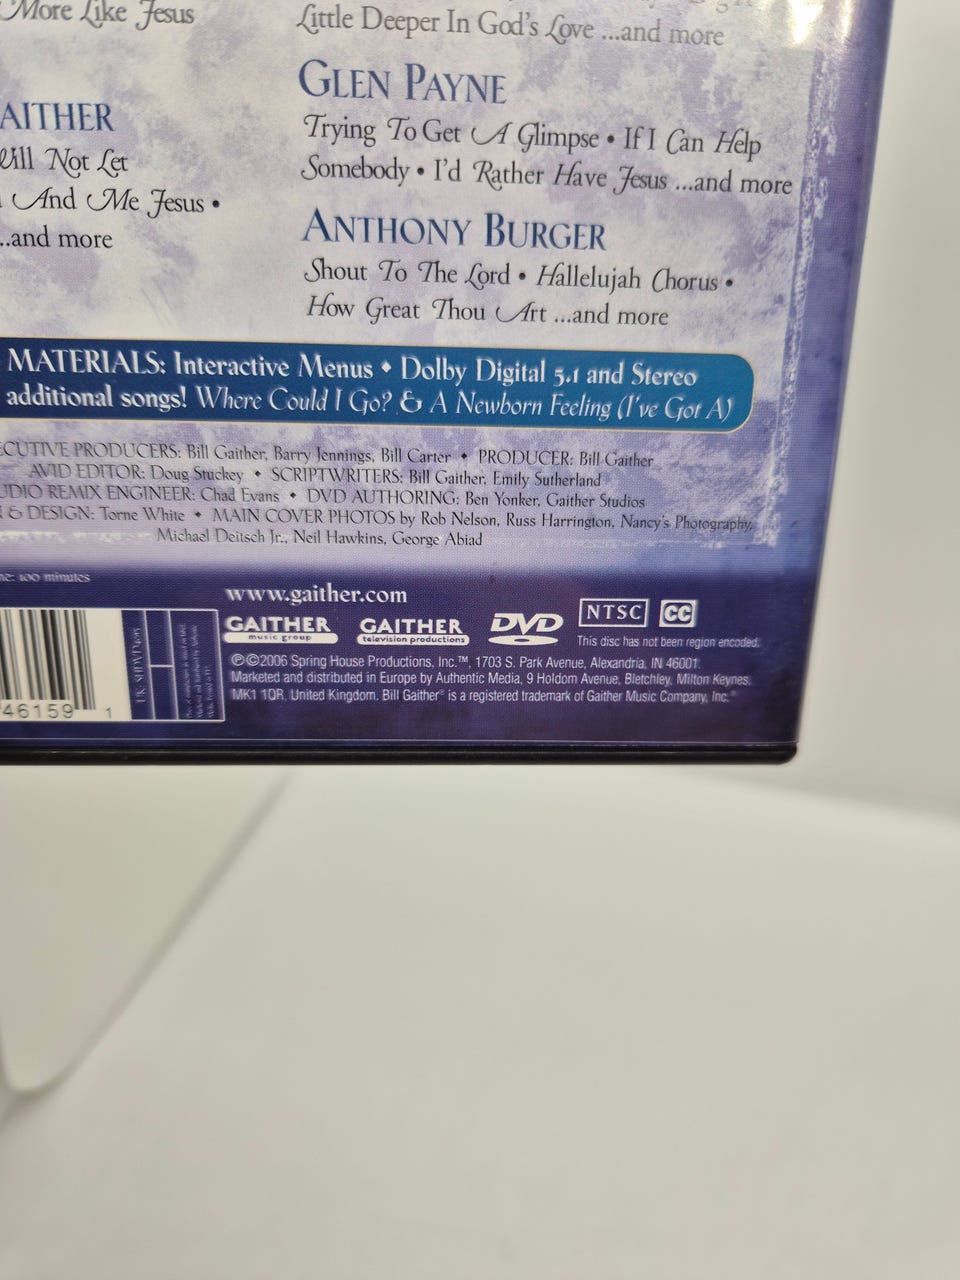 More Like Jesus
Little Deeper In God's Love ...and more
GLEN PAYNE
Trying To Get A Glimpse • If I Can Help
Somebody • I'd Rather Have Jesus ...and more
AITHER
Will Not Let
And Me Jesus •
..and more
ANTHONY BURGER
Shout To The Lord • Hallelujah Chorus •
How Great Thou Art ...and more
MATERIALS: Interactive Menus • Dolby Digital 5.1 and Stereo
additional songs! Where Could I Go? & A Newborn Feeling (I've Got A)
ECUTIVE PRODUCERS: Bill Gaither, Barry Jennings, Bill Carter • PRODUCER: Bill Gaither
AVID EDITOR: Doug Stuckey • SCRIPTWRITERS: Bill Gaither, Emily Sutherland
UDIO REMIX ENGINEER: Chad Evans • DVD AUTHORING: Ben Yonker, Gaither Studios
& DESIGN: Torne White • MAIN COVER PHOTOS by Rob Nelson, Russ Harrington, Nancy's Photography,
Michael Deitsch Jr., Neil Hawkins, George Abiad
me: 100 minutes
www.gaither.com
GAITHER music group
GAITHER television productions
DVD
NTSC
CC
This disc has not been region encoded.
℗©2006 Spring House Productions, Inc.™, 1703 S. Park Avenue, Alexandria, IN 46001.
Marketed and distributed in Europe by Authentic Media, 9 Holdom Avenue, Bletchley, Milton Keynes,
MK1 1QR, United Kingdom. Bill Gaither® is a registered trademark of Gaither Music Company, Inc.®
46159 1